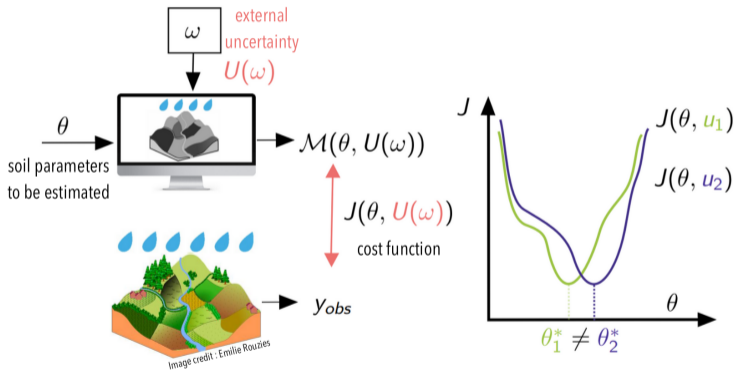 ω
external
uncertainty
U(ω)
θ
soil parameters
to be estimated
ℳ(θ, U(ω))
J(θ, U(ω))
cost function
y_obs
Image credit : Emilie Rouzies
J
J(θ, u₁)
J(θ, u₂)
θ
θ₁* ≠ θ₂*